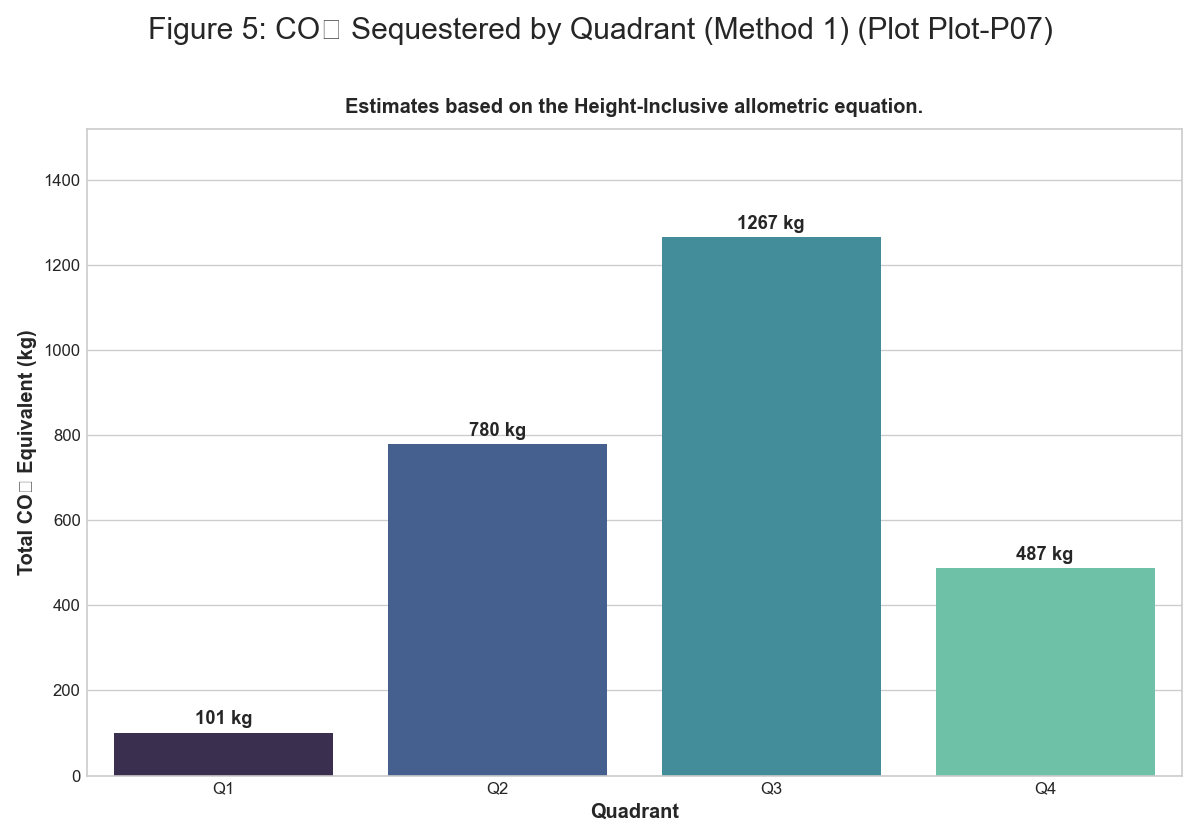 Figure 5: CO□ Sequestered by Quadrant (Method 1) (Plot Plot-P07)
Estimates based on the Height-Inclusive allometric equation.
Total CO□ Equivalent (kg)
1400
1200
1000
800
600
400
200
0
101 kg
780 kg
1267 kg
487 kg
Q1
Q2
Q3
Q4
Quadrant